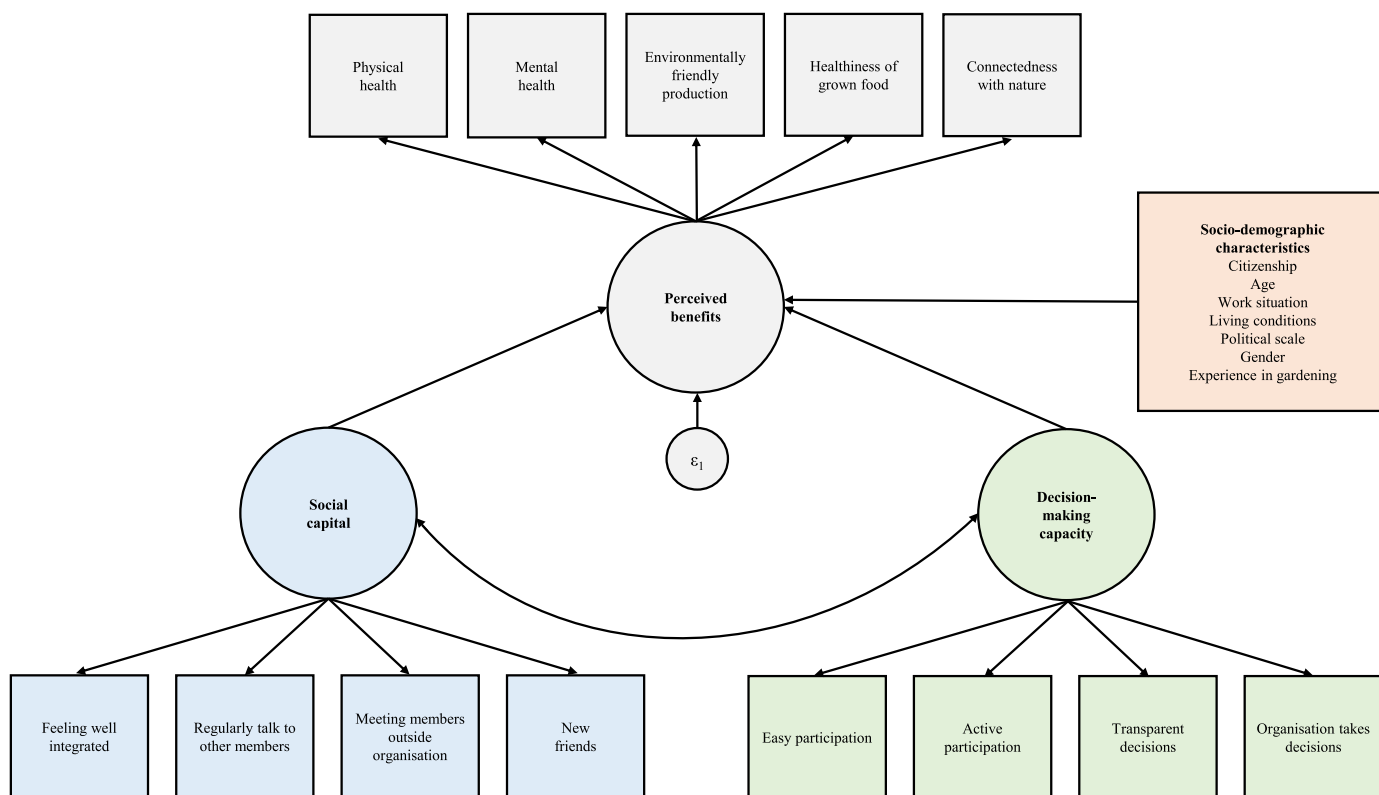 Physical
health
Mental
health
Environmentally
friendly
production
Healthiness of
grown food
Connectedness
with nature
Socio-demographic
characteristics
Citizenship
Age
Work situation
Living conditions
Political scale
Gender
Experience in gardening
Perceived
benefits
ε1
Social
capital
Decision-
making
capacity
Feeling well
integrated
Regularly talk to
other members
Meeting members
outside
organisation
New
friends
Easy participation
Active
participation
Transparent
decisions
Organisation takes
decisions